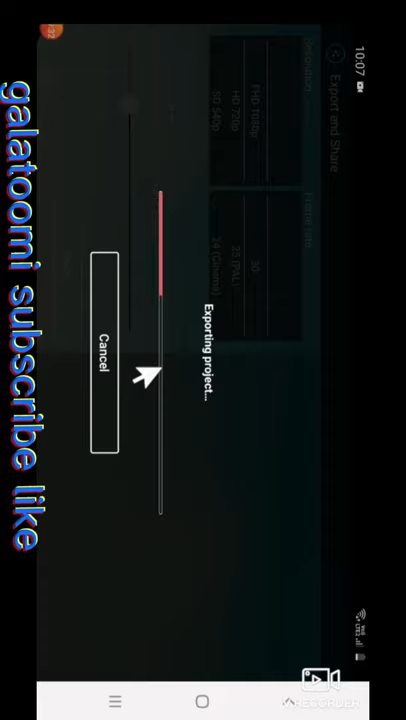 10:07
Export and Share
Resolution
FHD 1080p
HD 720p
SD 540p
Frame rate
30
25 (PAL)
24 (Cinema)
Exporting project...
Cancel
galatoomi subscribe like
RECORDER